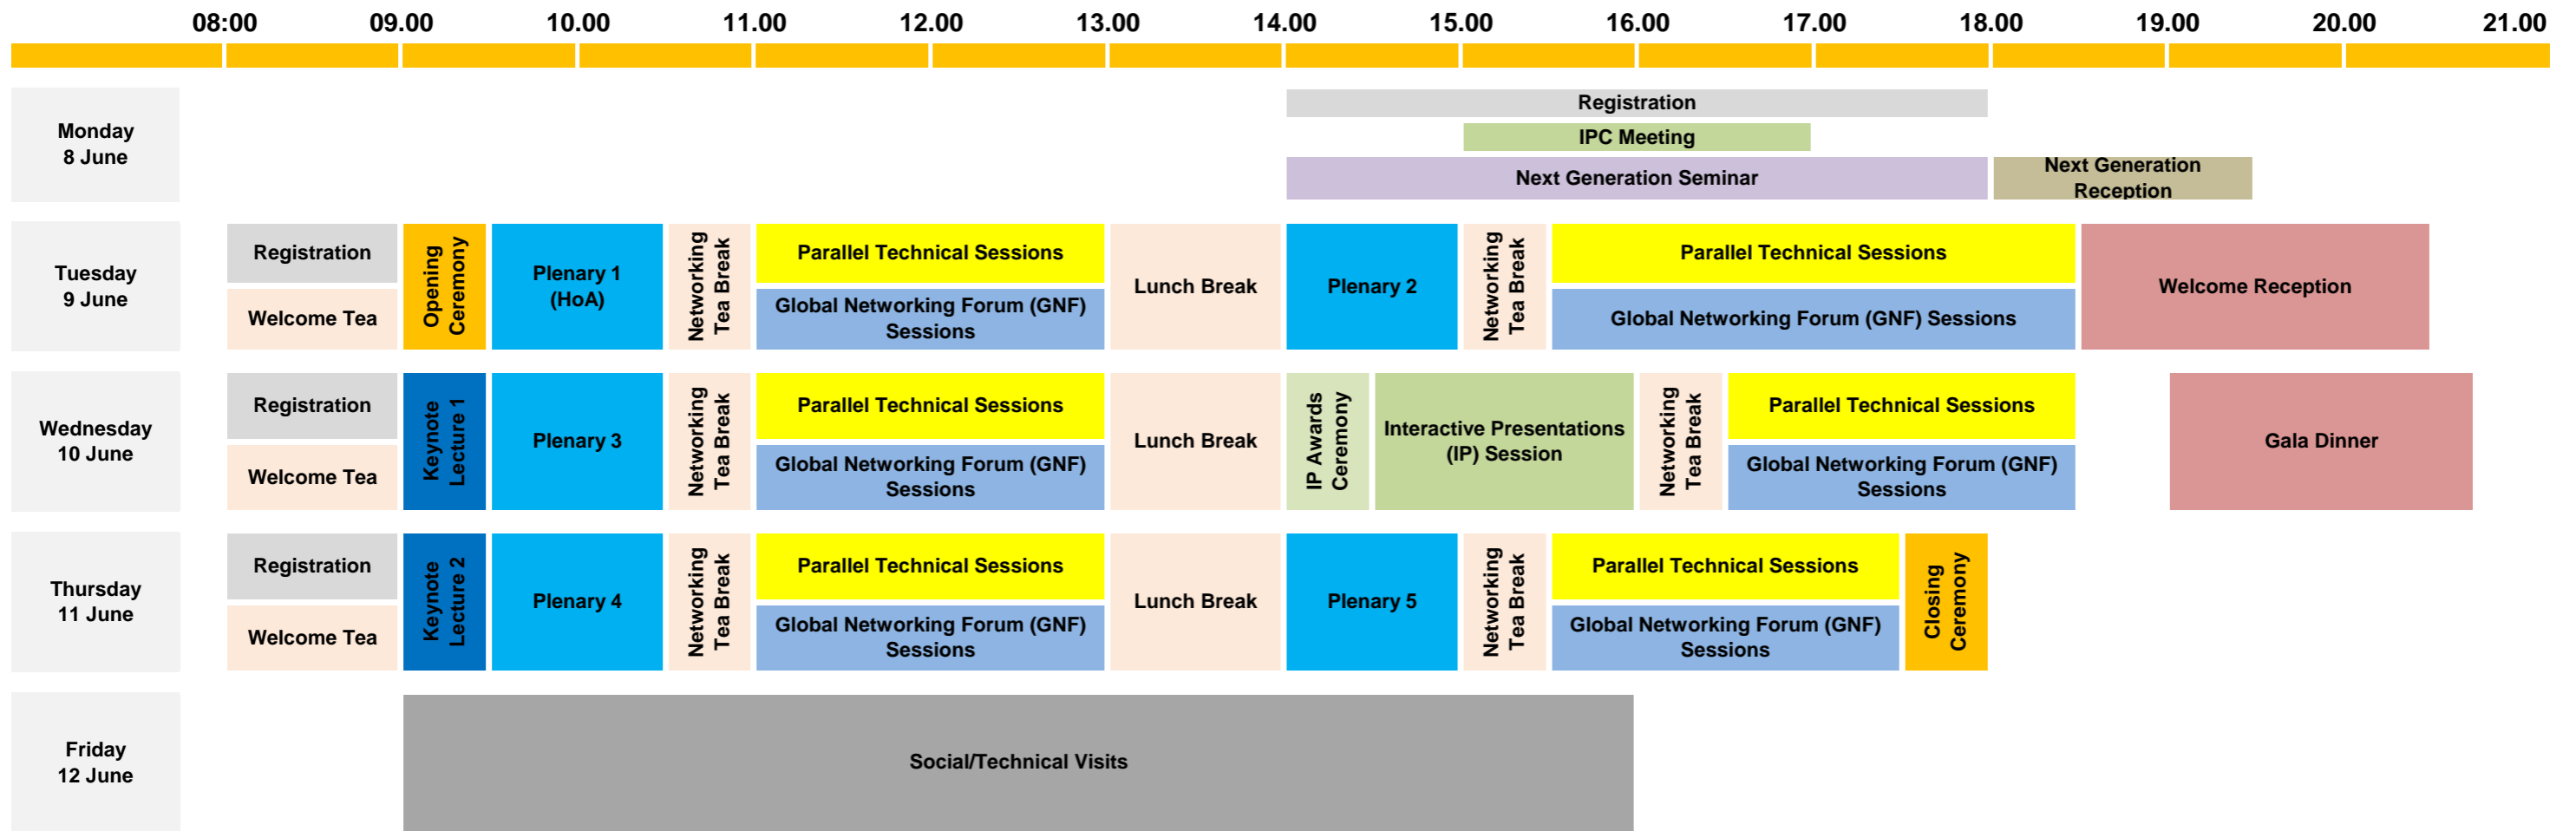 08:00 09.00 10.00 11.00 12.00 13.00 14.00 15.00 16.00 17.00 18.00 19.00 20.00 21.00
Monday
8 June
Registration
IPC Meeting
Next Generation Seminar
Next Generation
Reception
Tuesday
9 June
Registration
Welcome Tea
Opening
Ceremony
Plenary 1
(HoA)
Networking
Tea Break
Parallel Technical Sessions
Global Networking Forum (GNF)
Sessions
Lunch Break
Plenary 2
Networking
Tea Break
Parallel Technical Sessions
Global Networking Forum (GNF) Sessions
Welcome Reception
Wednesday
10 June
Registration
Welcome Tea
Keynote
Lecture 1
Plenary 3
Networking
Tea Break
Parallel Technical Sessions
Global Networking Forum (GNF)
Sessions
Lunch Break
IP Awards
Ceremony
Interactive Presentations
(IP) Session
Networking
Tea Break
Parallel Technical Sessions
Global Networking Forum (GNF)
Sessions
Gala Dinner
Thursday
11 June
Registration
Welcome Tea
Keynote
Lecture 2
Plenary 4
Networking
Tea Break
Parallel Technical Sessions
Global Networking Forum (GNF)
Sessions
Lunch Break
Plenary 5
Networking
Tea Break
Parallel Technical Sessions
Global Networking Forum (GNF)
Sessions
Closing
Ceremony
Friday
12 June
Social/Technical Visits